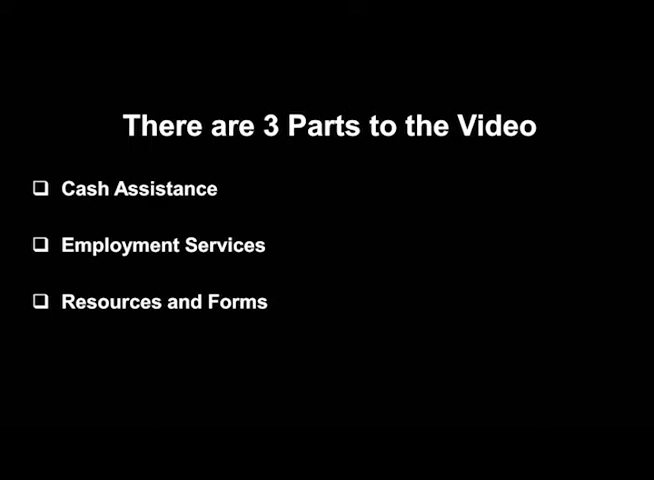 There are 3 Parts to the Video
❑ Cash Assistance
❑ Employment Services
❑ Resources and Forms